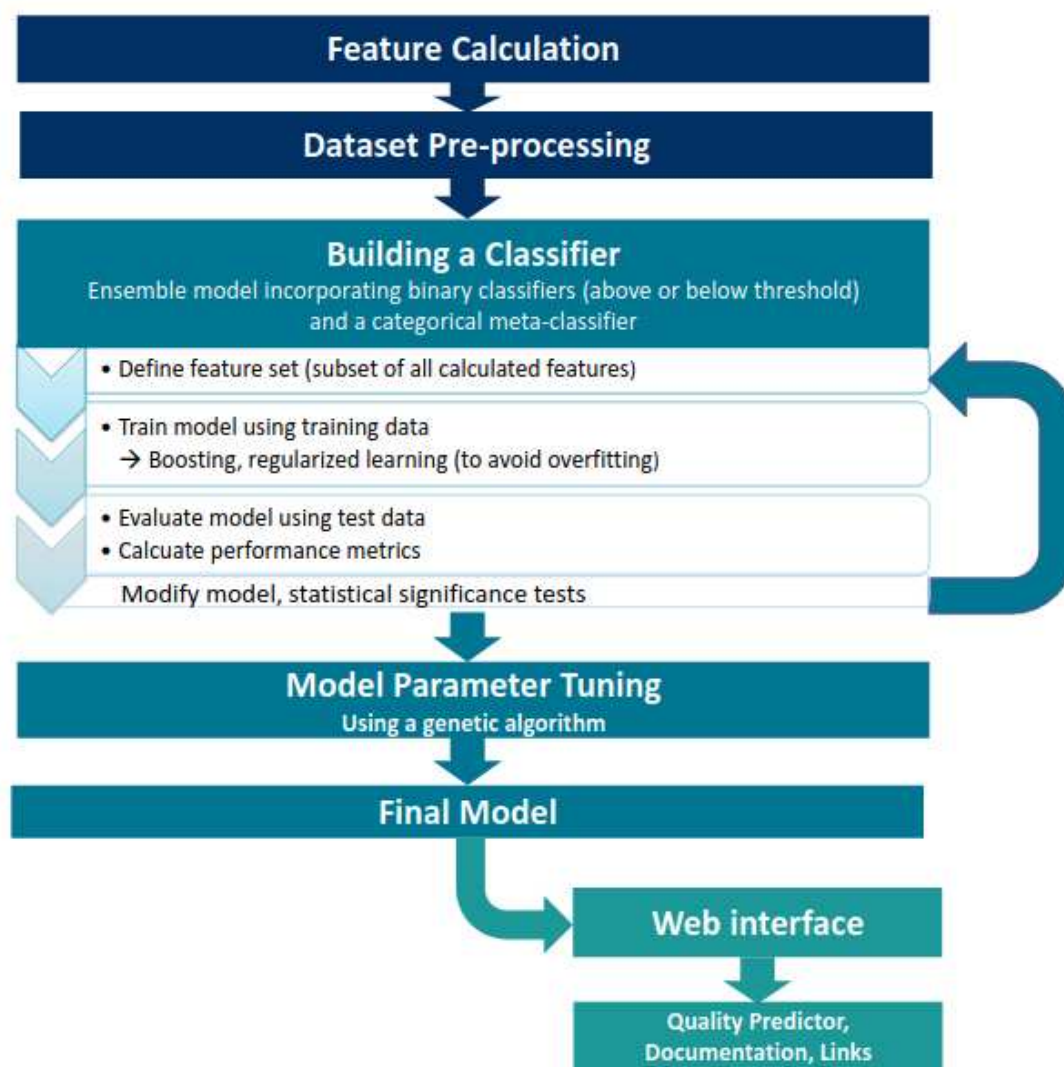 Feature Calculation
Dataset Pre-processing
Building a Classifier
Ensemble model incorporating binary classifiers (above or below threshold)
and a categorical meta-classifier
• Define feature set (subset of all calculated features)
• Train model using training data
→ Boosting, regularized learning (to avoid overfitting)
• Evaluate model using test data
• Calcuate performance metrics
Modify model, statistical significance tests
Model Parameter Tuning
Using a genetic algorithm
Final Model
Web interface
Quality Predictor,
Documentation, Links